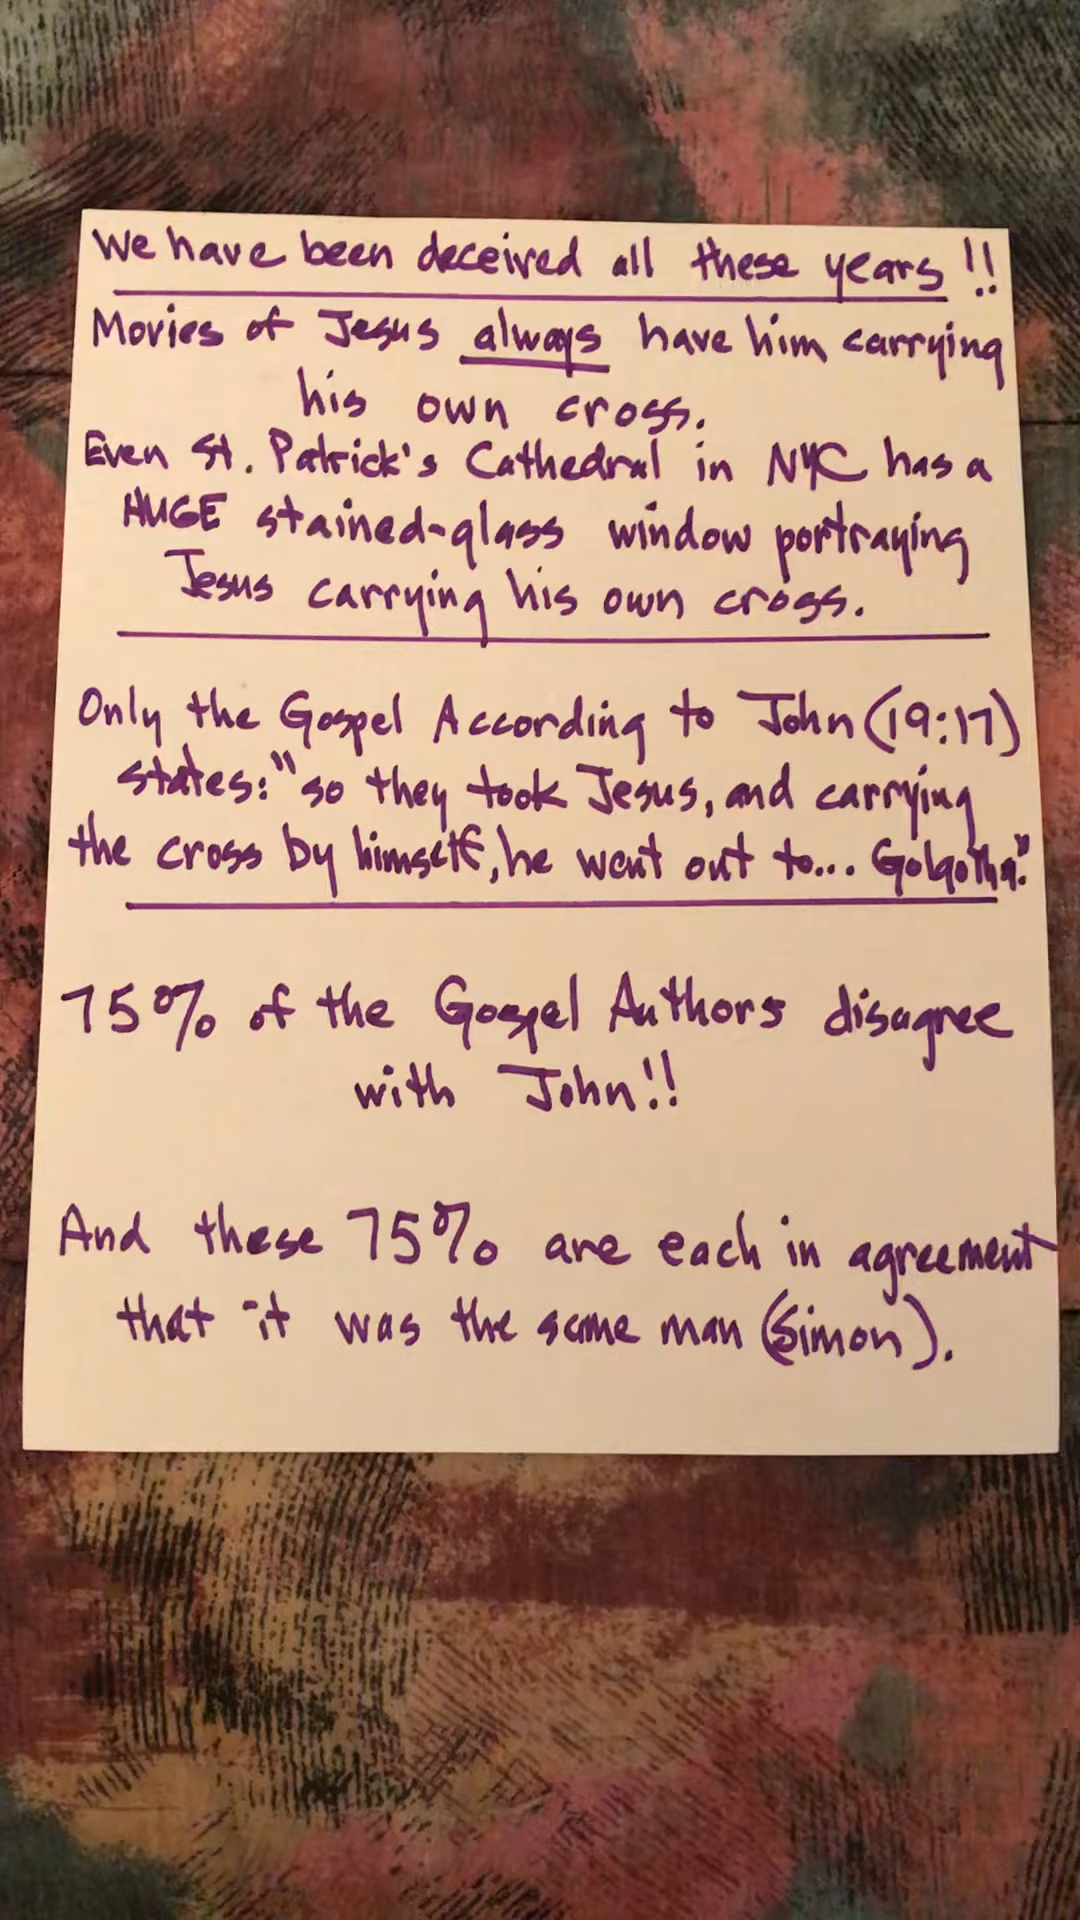 We have been deceived all these years!!
Movies of Jesus always have him carrying
his own cross.
Even St. Patrick's Cathedral in NYC has a
HUGE stained-glass window portraying
Jesus carrying his own cross.
Only the Gospel According to John (19:17)
states: "so they took Jesus, and carrying
the cross by himself, he went out to... Golgotha."
75% of the Gospel Authors disagree
with John!!
And these 75% are each in agreement
that it was the same man (Simon).